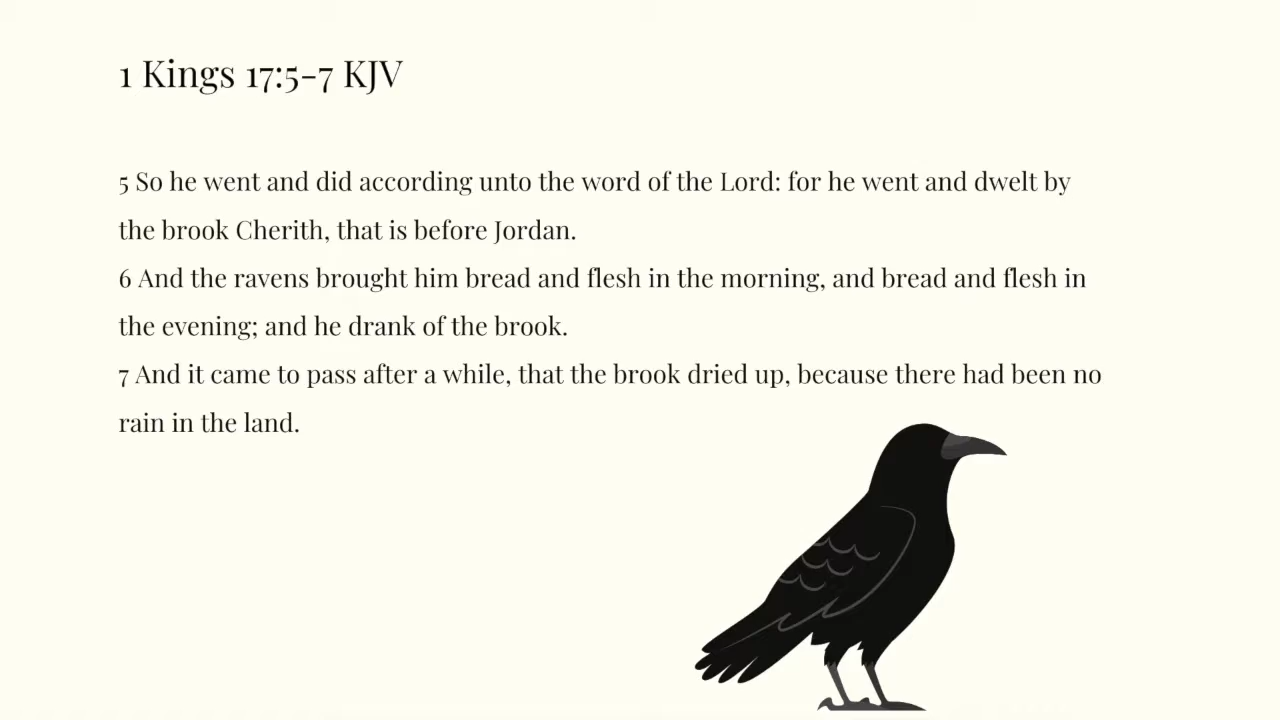 1 Kings 17:5-7 KJV
5 So he went and did according unto the word of the Lord: for he went and dwelt by
the brook Cherith, that is before Jordan.
6 And the ravens brought him bread and flesh in the morning, and bread and flesh in
the evening; and he drank of the brook.
7 And it came to pass after a while, that the brook dried up, because there had been no
rain in the land.